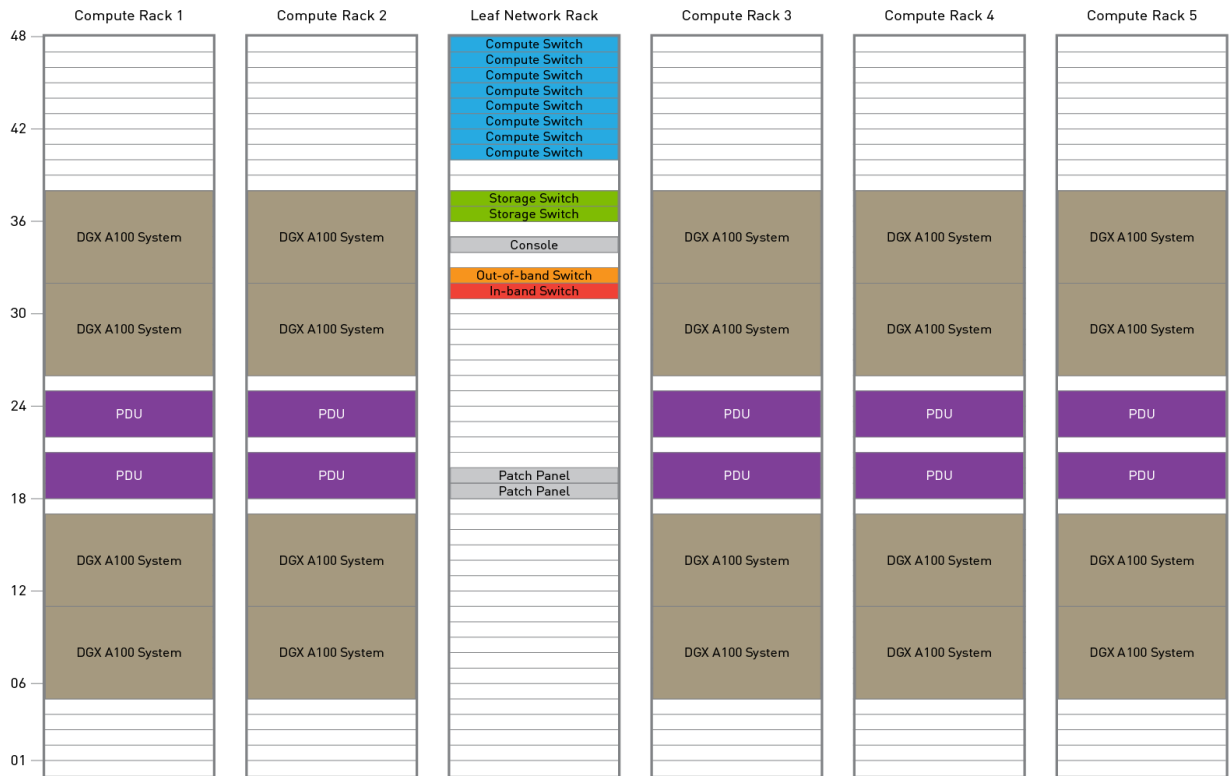 Compute Rack 1 Compute Rack 2 Leaf Network Rack Compute Rack 3 Compute Rack 4 Compute Rack 5
48
Compute Switch
Compute Switch
Compute Switch
Compute Switch
Compute Switch
Compute Switch
42
Compute Switch
Compute Switch
Storage Switch
36
Storage Switch
DGX A100 System DGX A100 System DGX A100 System DGX A100 System DGX A100 System
Console
Out-of-band Switch
In-band Switch
30
DGX A100 System DGX A100 System DGX A100 System DGX A100 System DGX A100 System
24
PDU PDU PDU PDU PDU
PDU PDU Patch Panel PDU PDU PDU
Patch Panel
18
DGX A100 System DGX A100 System DGX A100 System DGX A100 System DGX A100 System
12
DGX A100 System DGX A100 System DGX A100 System DGX A100 System DGX A100 System
06
01